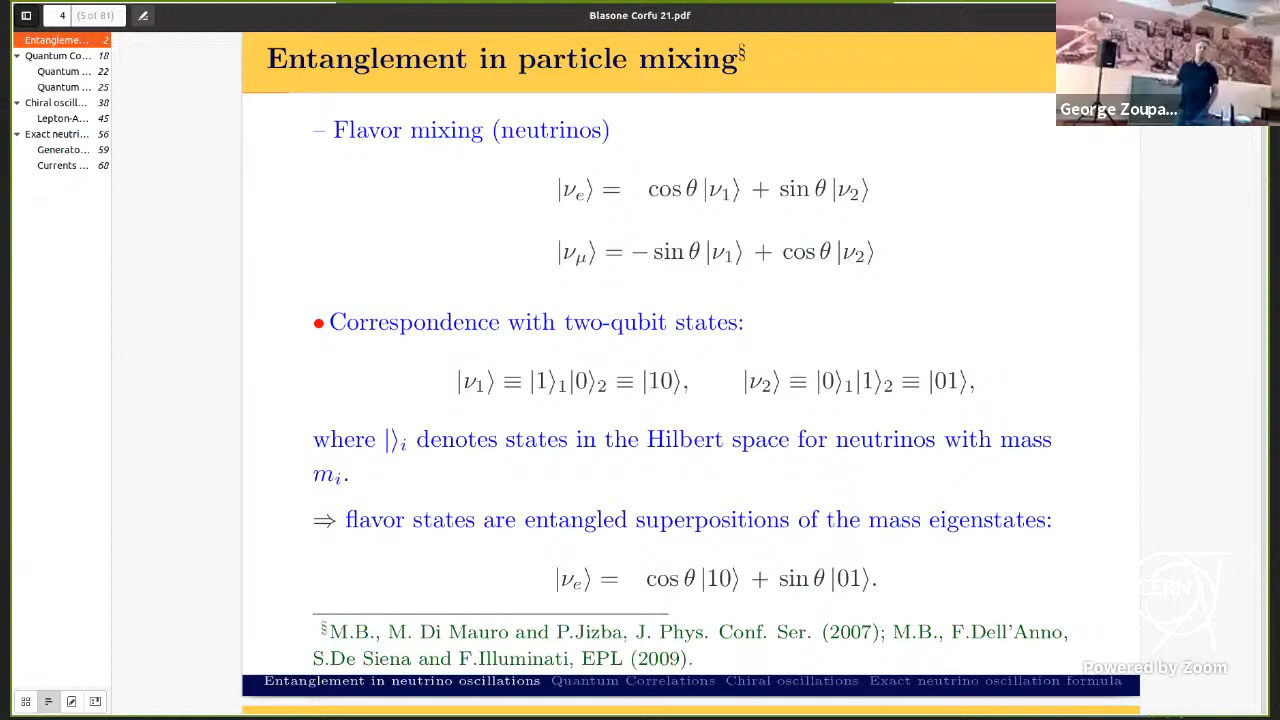 4 (5 of 81)
Blasone Corfu 21.pdf
Entangleme... 2
Quantum Co... 18
Quantum ... 22
Quantum ... 25
Chiral oscill... 38
Lepton-A... 45
Exact neutri... 56
Generato... 59
Currents ... 68
George Zoupa...
Entanglement in particle mixing§
– Flavor mixing (neutrinos)
|νe⟩ = cos θ |ν1⟩ + sin θ |ν2⟩
|νμ⟩ = − sin θ |ν1⟩ + cos θ |ν2⟩
• Correspondence with two-qubit states:
|ν1⟩ ≡ |1⟩1|0⟩2 ≡ |10⟩, |ν2⟩ ≡ |0⟩1|1⟩2 ≡ |01⟩,
where |⟩i denotes states in the Hilbert space for neutrinos with mass
mi.
⇒ flavor states are entangled superpositions of the mass eigenstates:
|νe⟩ = cos θ |10⟩ + sin θ |01⟩.
§M.B., M. Di Mauro and P.Jizba, J. Phys. Conf. Ser. (2007); M.B., F.Dell'Anno,
S.De Siena and F.Illuminati, EPL (2009).
Entanglement in neutrino oscillations Quantum Correlations Chiral oscillations Exact neutrino oscillation formula
CERN
Powered by Zoom